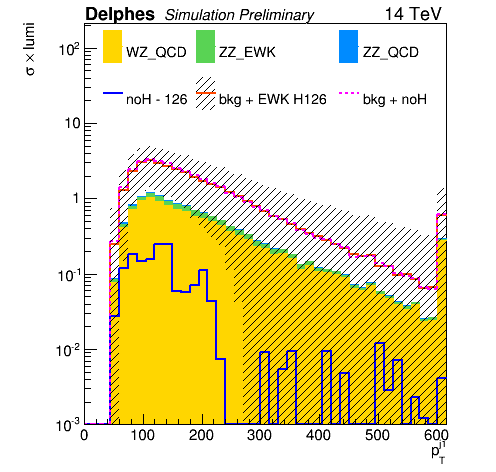 Delphes Simulation Preliminary 14 TeV
σ × lumi
WZ_QCD ZZ_EWK ZZ_QCD
noH - 126 bkg + EWK H126 bkg + noH
10²
10
1
10⁻¹
10⁻²
10⁻³
0 100 200 300 400 500 600
p_T^{j1}